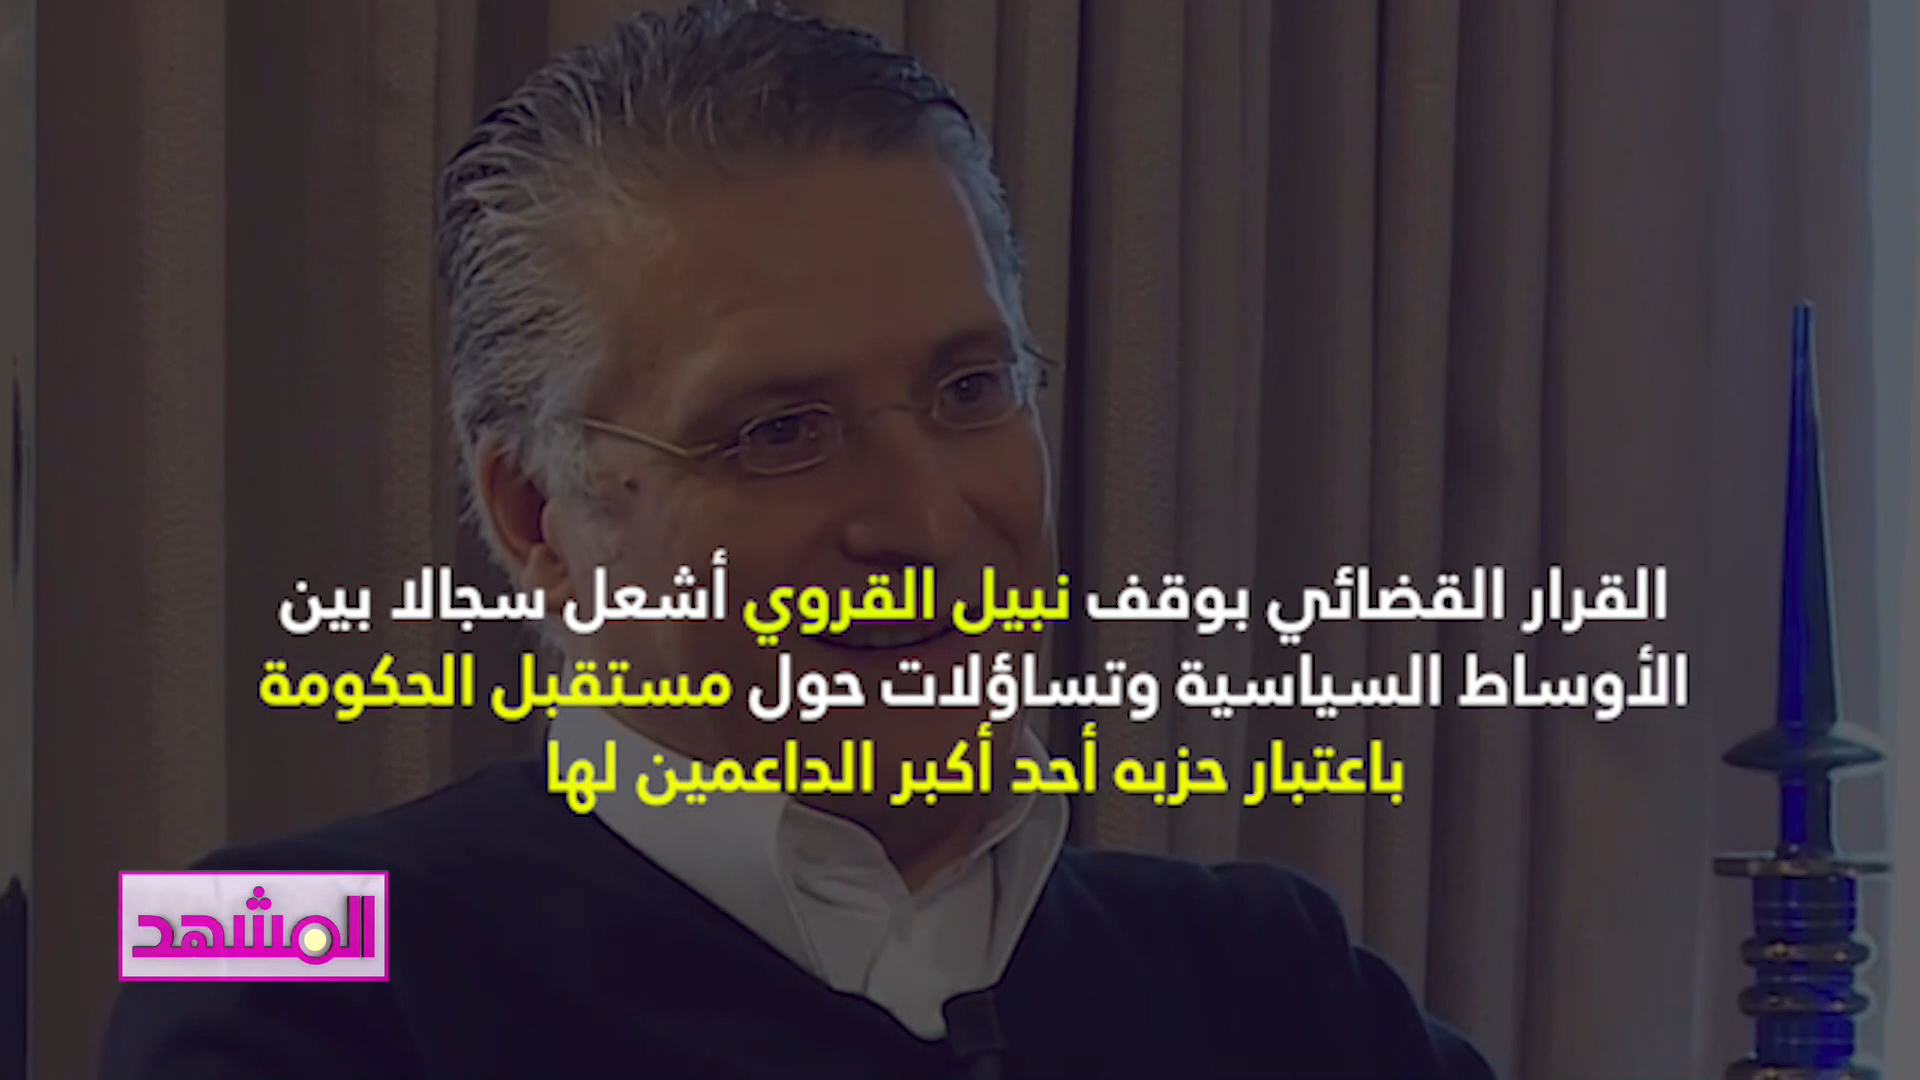 القرار القضائي بوقف نبيل القروي أشعل سجالا بين
الأوساط السياسية وتساؤلات حول مستقبل الحكومة
باعتبار حزبه أحد أكبر الداعمين لها
المشهد